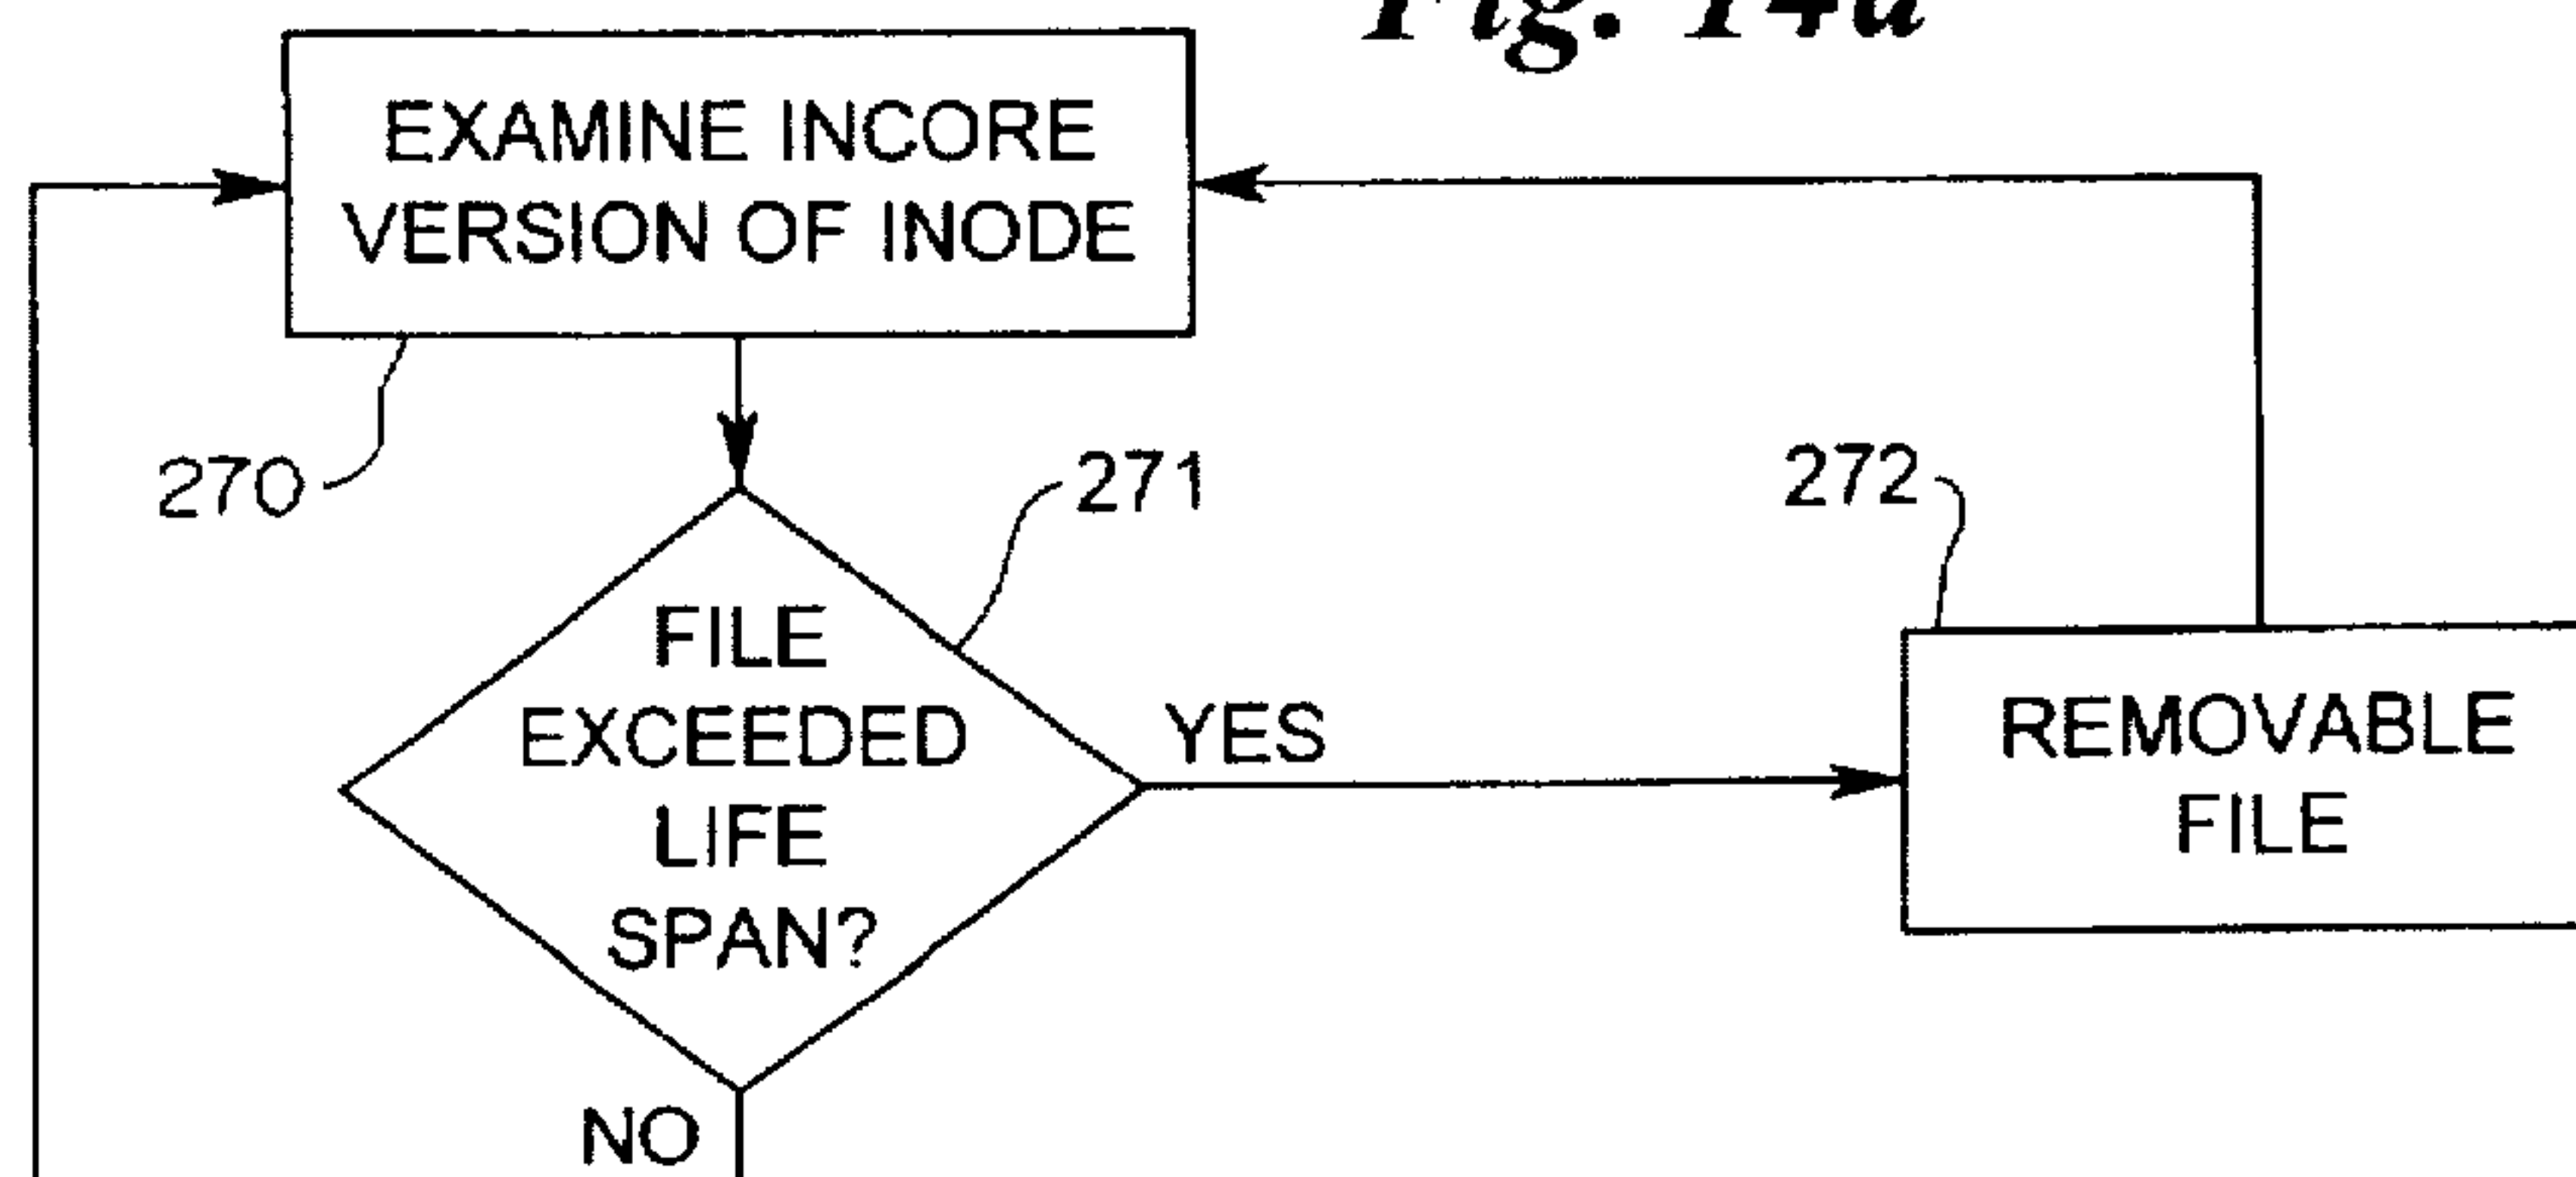 Fig. 14a
EXAMINE INCORE
VERSION OF INODE
270
271
272
FILE
EXCEEDED
LIFE
SPAN?
YES
REMOVABLE
FILE
NO